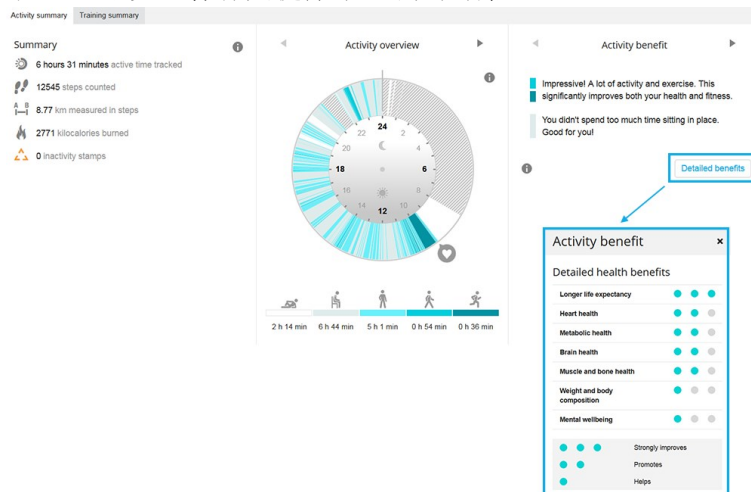 Activity summary
Training summary
Summary
6 hours 31 minutes active time tracked
12545 steps counted
A B
8.77 km measured in steps
2771 kilocalories burned
0 inactivity stamps
Activity overview
24
2
4
6
8
10
12
14
16
18
20
22
2 h 14 min
6 h 44 min
5 h 1 min
0 h 54 min
0 h 36 min
Activity benefit
Impressive! A lot of activity and exercise. This
significantly improves both your health and fitness.
You didn't spend too much time sitting in place.
Good for you!
Detailed benefits
Activity benefit ×
Detailed health benefits
Longer life expectancy
Heart health
Metabolic health
Brain health
Muscle and bone health
Weight and body
composition
Mental wellbeing
Strongly improves
Promotes
Helps